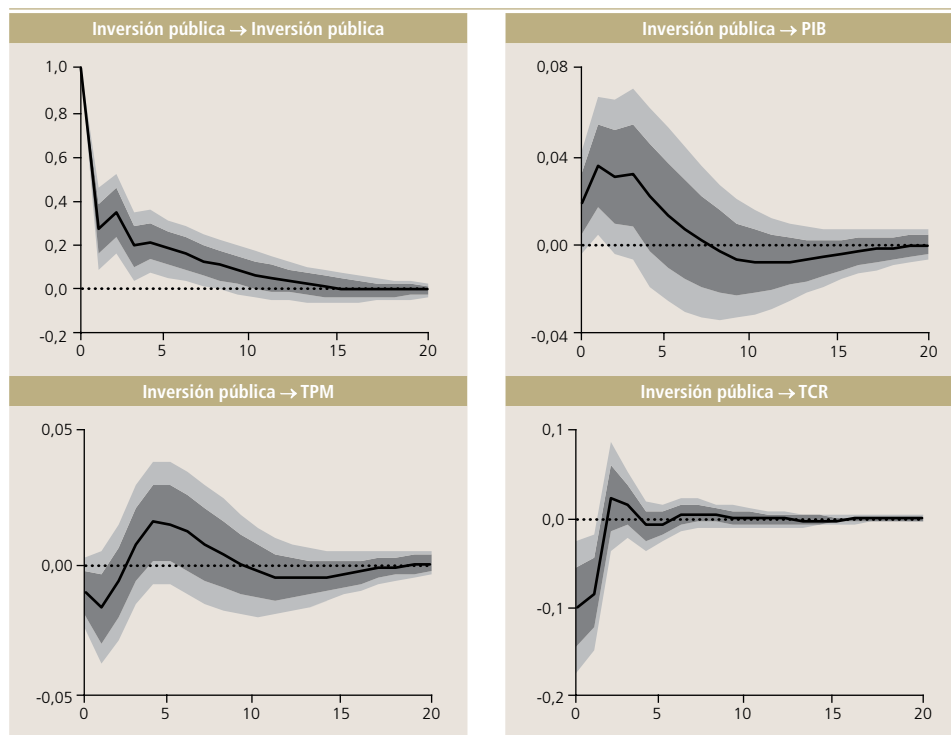 Inversión pública → Inversión pública
1,0
0,8
0,6
0,4
0,2
0,0
-0,2
0 5 10 15 20
Inversión pública → PIB
0,08
0,04
0,00
-0,04
0 5 10 15 20
Inversión pública → TPM
0,05
0,00
-0,05
0 5 10 15 20
Inversión pública → TCR
0,1
0,0
-0,1
-0,2
0 5 10 15 20